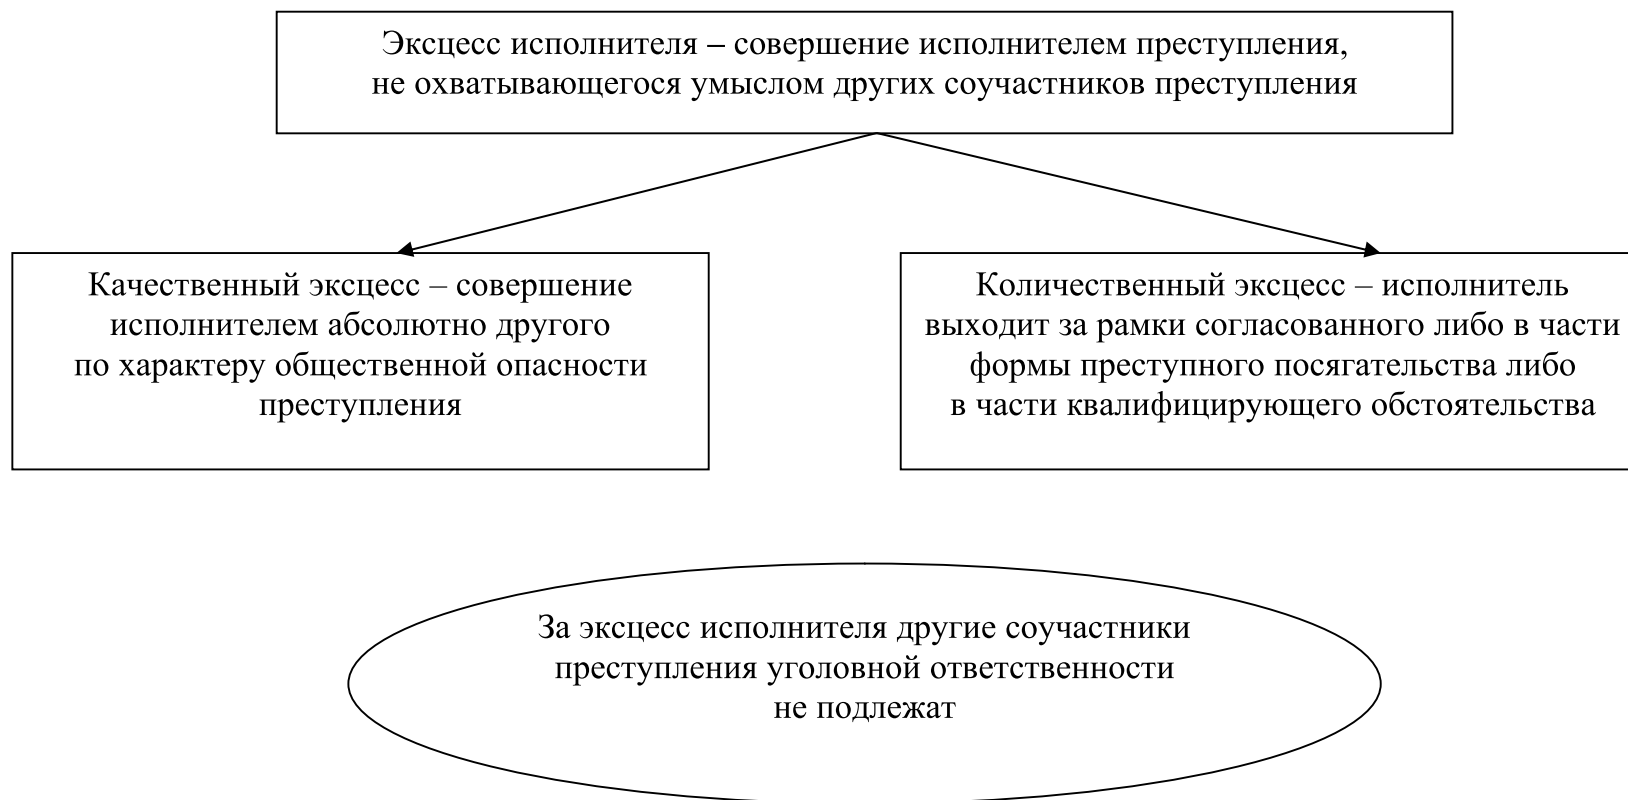 Эксцесс исполнителя – совершение исполнителем преступления,
не охватывающегося умыслом других соучастников преступления
Качественный эксцесс – совершение
исполнителем абсолютно другого
по характеру общественной опасности
преступления
Количественный эксцесс – исполнитель
выходит за рамки согласованного либо в части
формы преступного посягательства либо
в части квалифицирующего обстоятельства
За эксцесс исполнителя другие соучастники
преступления уголовной ответственности
не подлежат